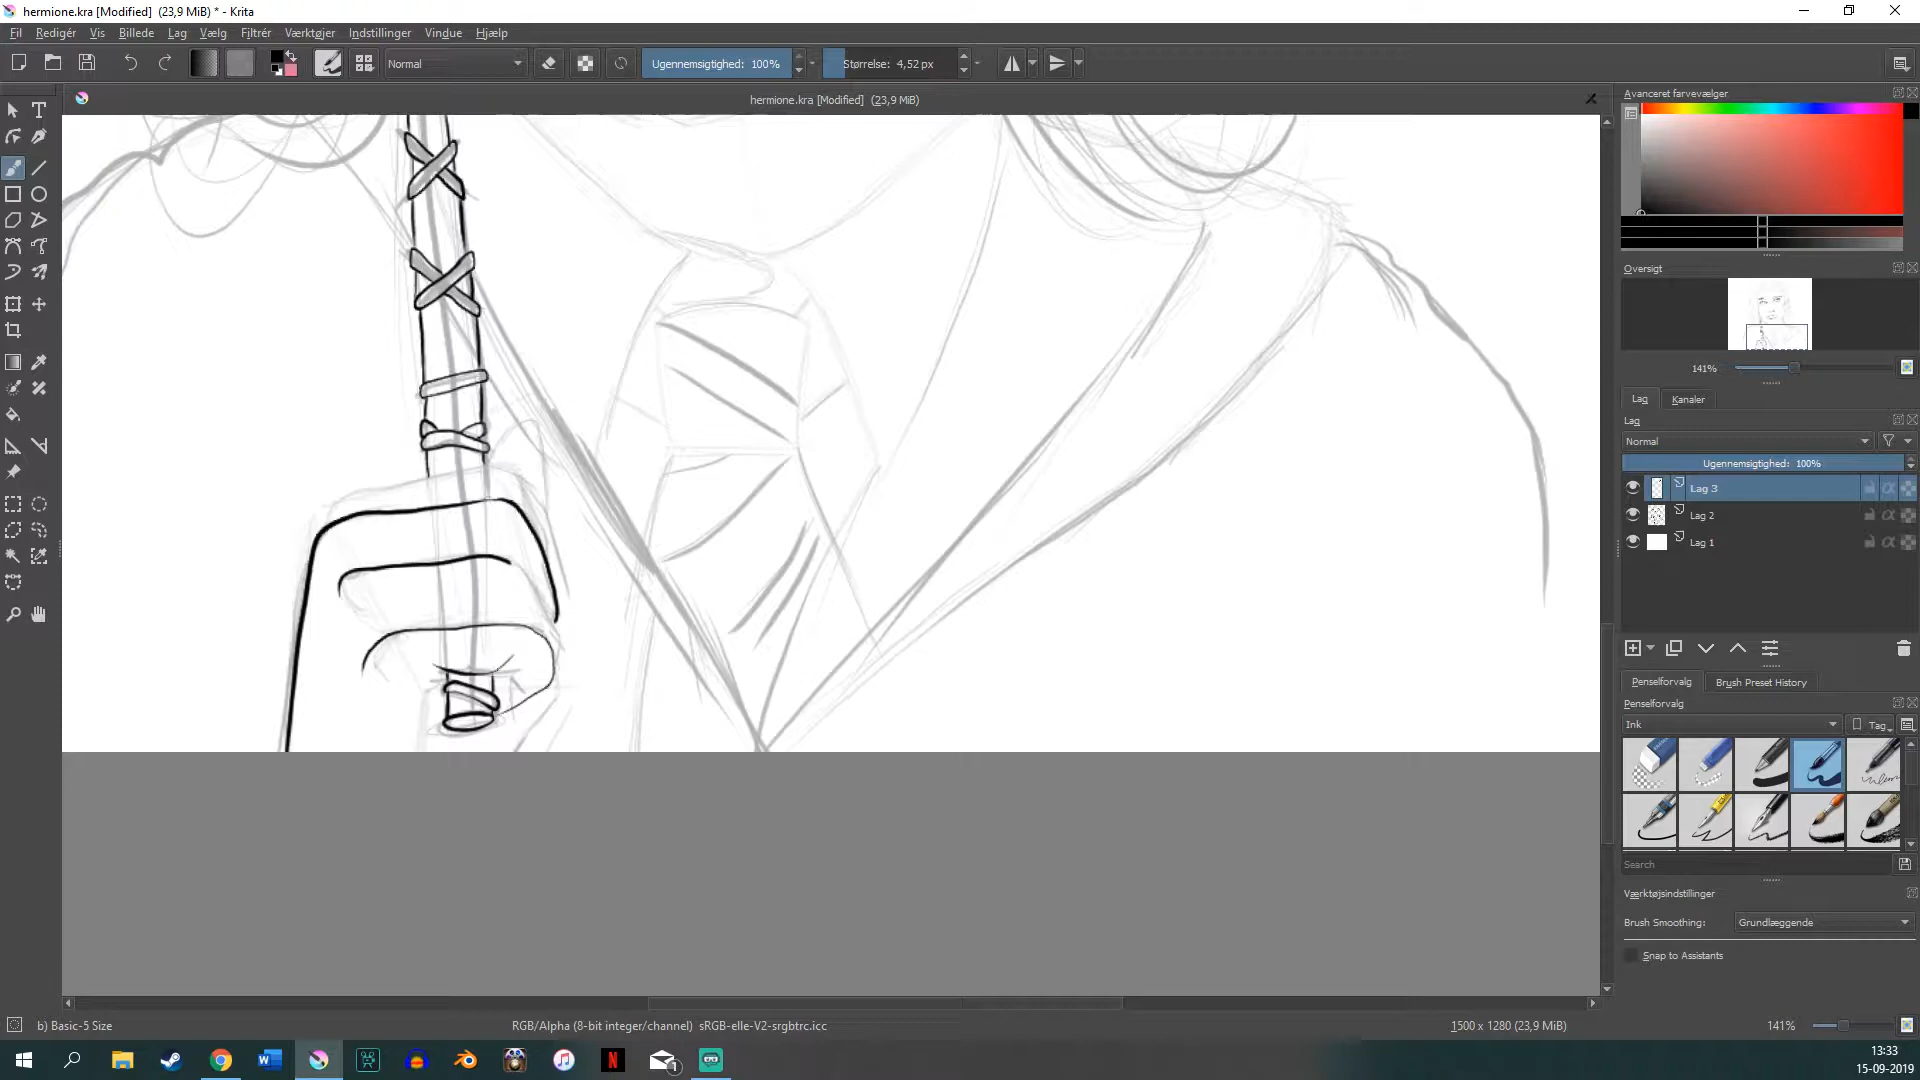 hermione.kra [Modified]  (23,9 MiB) * - Krita
Fil Redigér Vis Billede Lag Vælg Filtrér Værktøjer Indstillinger Vindue Hjælp
Normal
Ugennemsigtighed: 100%
Størrelse: 4,52 px
hermione.kra [Modified]  (23,9 MiB)
Avanceret farvevælger
Oversigt
141%
Lag Kanaler
Lag
Normal
Ugennemsigtighed: 100%
Lag 3
Lag 2
Lag 1
Penselforvalg Brush Preset History
Penselforvalg
Ink
Tag
Search
Værktøjsindstillinger
Brush Smoothing: Grundlæggende
Snap to Assistants
b) Basic-5 Size
RGB/Alpha (8-bit integer/channel)  sRGB-elle-V2-srgbtrc.icc
1500 x 1280 (23,9 MiB)
141%
13:33
15-09-2019